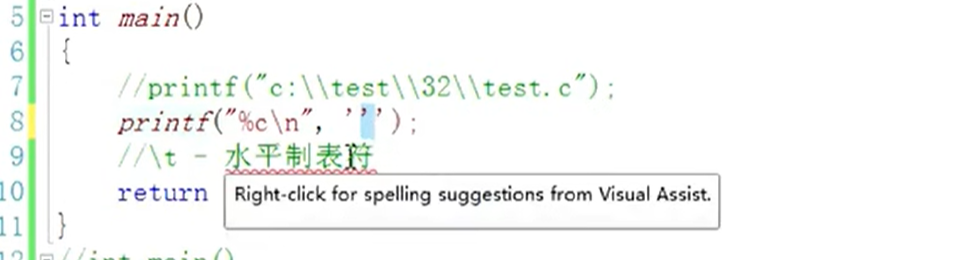 5 int main()
6 {
7 //printf("c:\\test\\32\\test.c");
8 printf("%c\n", ''');
9 //\t - 水平制表符
10 return
Right-click for spelling suggestions from Visual Assist.
11 }
12 //int main()